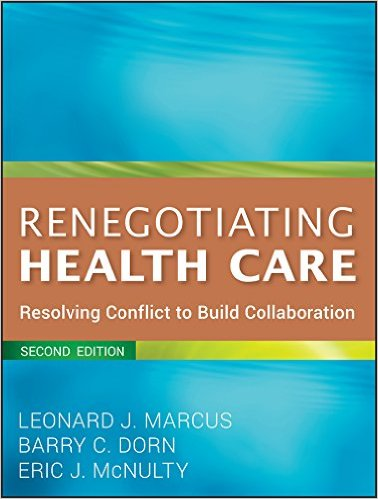 RENEGOTIATING
HEALTH CARE
Resolving Conflict to Build Collaboration
SECOND EDITION
LEONARD J. MARCUS
BARRY C. DORN
ERIC J. McNULTY